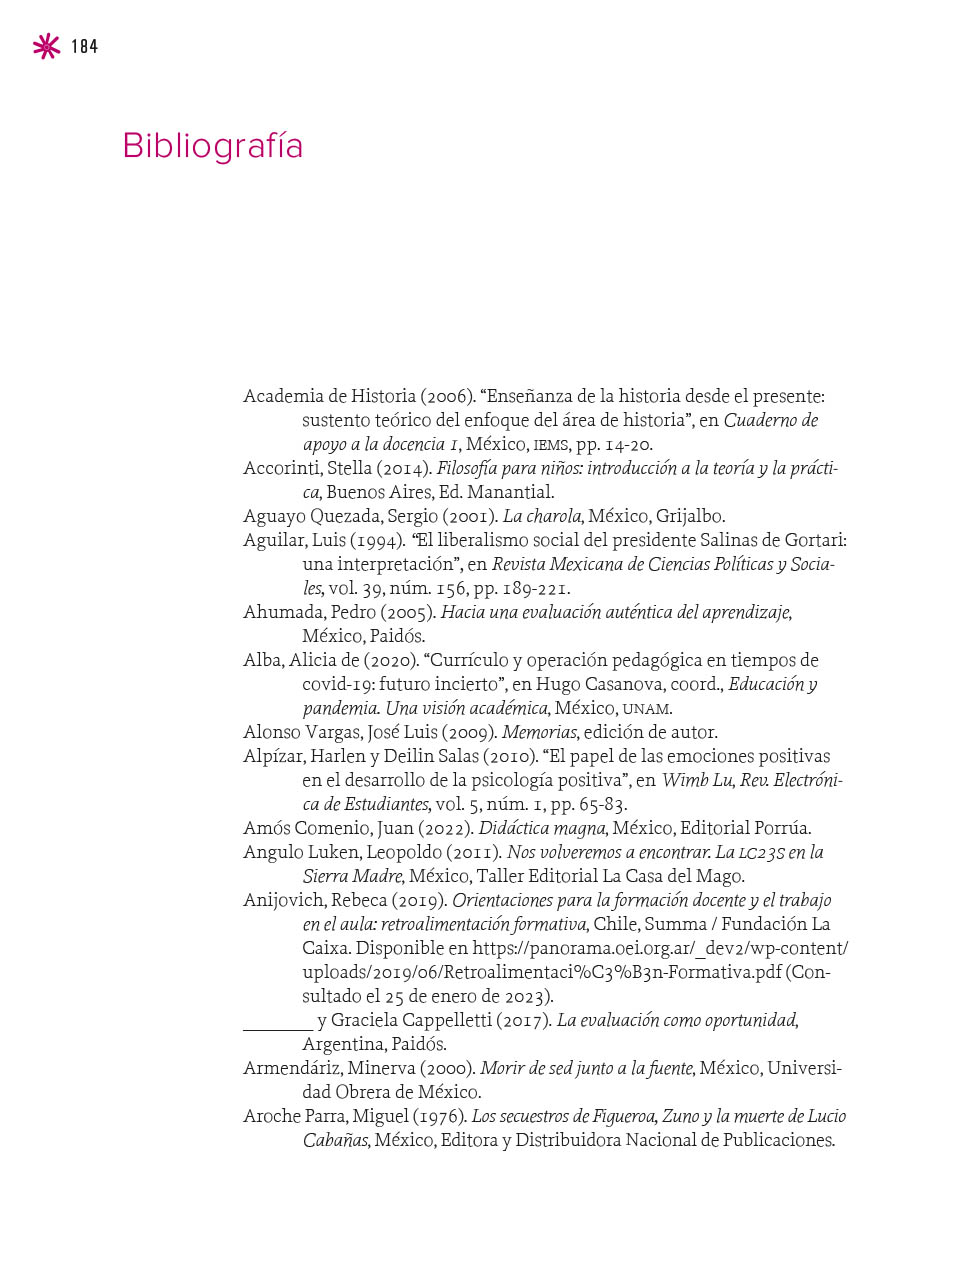 184
Bibliografía
Academia de Historia (2006). “Enseñanza de la historia desde el presente:
sustento teórico del enfoque del área de historia”, en Cuaderno de
apoyo a la docencia 1, México, IEMS, pp. 14-20.
Accorinti, Stella (2014). Filosofía para niños: introducción a la teoría y la prácti-
ca, Buenos Aires, Ed. Manantial.
Aguayo Quezada, Sergio (2001). La charola, México, Grijalbo.
Aguilar, Luis (1994). “El liberalismo social del presidente Salinas de Gortari:
una interpretación”, en Revista Mexicana de Ciencias Políticas y Socia-
les, vol. 39, núm. 156, pp. 189-221.
Ahumada, Pedro (2005). Hacia una evaluación auténtica del aprendizaje,
México, Paidós.
Alba, Alicia de (2020). “Currículo y operación pedagógica en tiempos de
covid-19: futuro incierto”, en Hugo Casanova, coord., Educación y
pandemia. Una visión académica, México, UNAM.
Alonso Vargas, José Luis (2009). Memorias, edición de autor.
Alpízar, Harlen y Deilin Salas (2010). “El papel de las emociones positivas
en el desarrollo de la psicología positiva”, en Wimb Lu, Rev. Electróni-
ca de Estudiantes, vol. 5, núm. 1, pp. 65-83.
Amós Comenio, Juan (2022). Didáctica magna, México, Editorial Porrúa.
Angulo Luken, Leopoldo (2011). Nos volveremos a encontrar. La LC23S en la
Sierra Madre, México, Taller Editorial La Casa del Mago.
Anijovich, Rebeca (2019). Orientaciones para la formación docente y el trabajo
en el aula: retroalimentación formativa, Chile, Summa / Fundación La
Caixa. Disponible en https://panorama.oei.org.ar/_dev2/wp-content/
uploads/2019/06/Retroalimentaci%C3%B3n-Formativa.pdf (Con-
sultado el 25 de enero de 2023).
_______ y Graciela Cappelletti (2017). La evaluación como oportunidad,
Argentina, Paidós.
Armendáriz, Minerva (2000). Morir de sed junto a la fuente, México, Universi-
dad Obrera de México.
Aroche Parra, Miguel (1976). Los secuestros de Figueroa, Zuno y la muerte de Lucio
Cabañas, México, Editora y Distribuidora Nacional de Publicaciones.